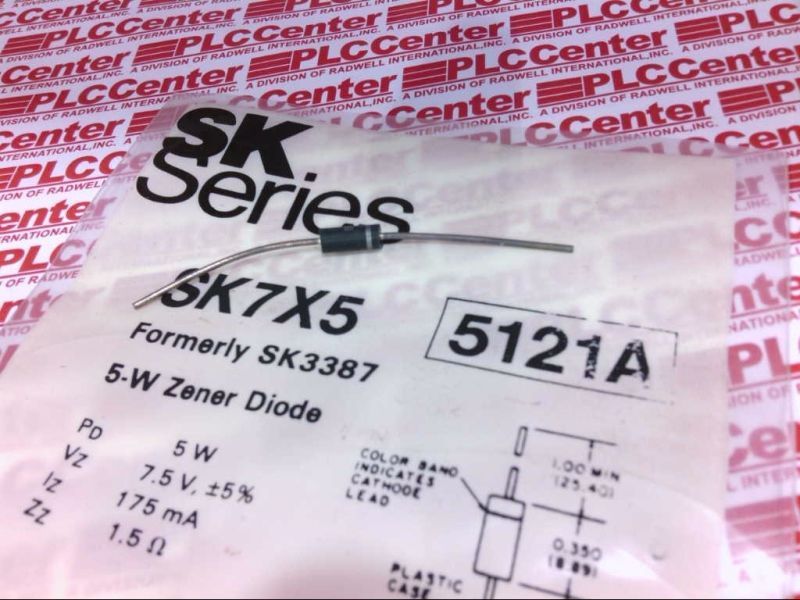 PLCCenter
A DIVISION OF RADWELL INTERNATIONAL, INC.
SK
Series
SK7X5
Formerly SK3387
5-W Zener Diode
5121A
PD 5 W
VZ 7.5 V, ±5%
IZ 175 mA
ZZ 1.5 Ω
COLOR BAND
INDICATES
CATHODE
LEAD
1.00 MIN
(25.40)
0.350
(8.89)
PLASTIC
CASE